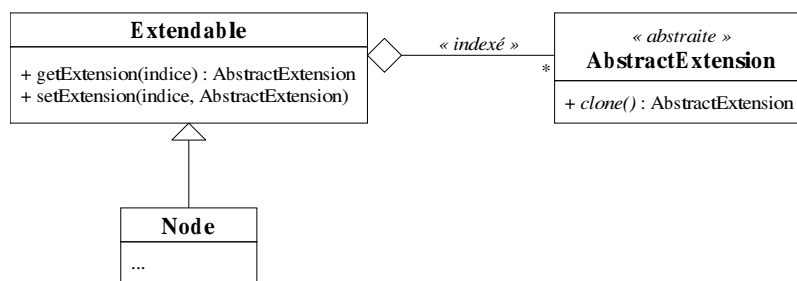 Extendable
+ getExtension(indice) : AbstractExtension
+ setExtension(indice, AbstractExtension)
« indexé »
*
« abstraite »
AbstractExtension
+ clone() : AbstractExtension
Node
...